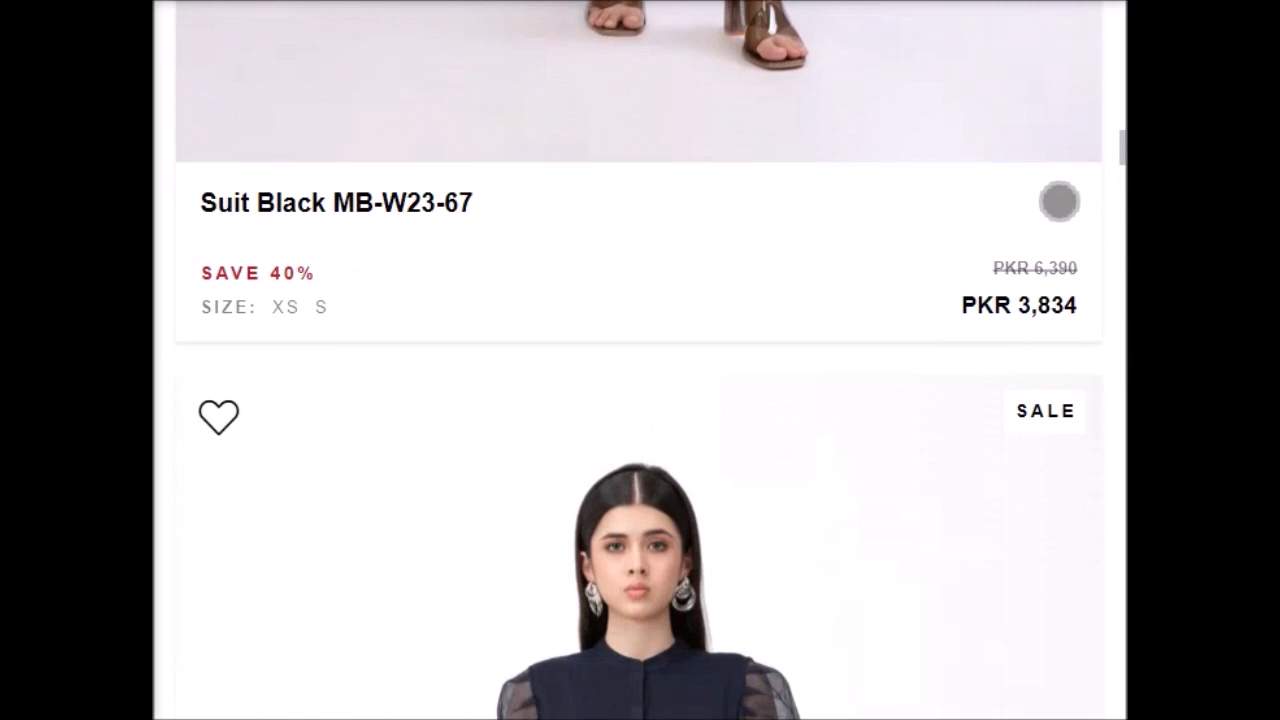 Suit Black MB-W23-67
SAVE 40%
PKR 6,390
SIZE: XS S
PKR 3,834
SALE